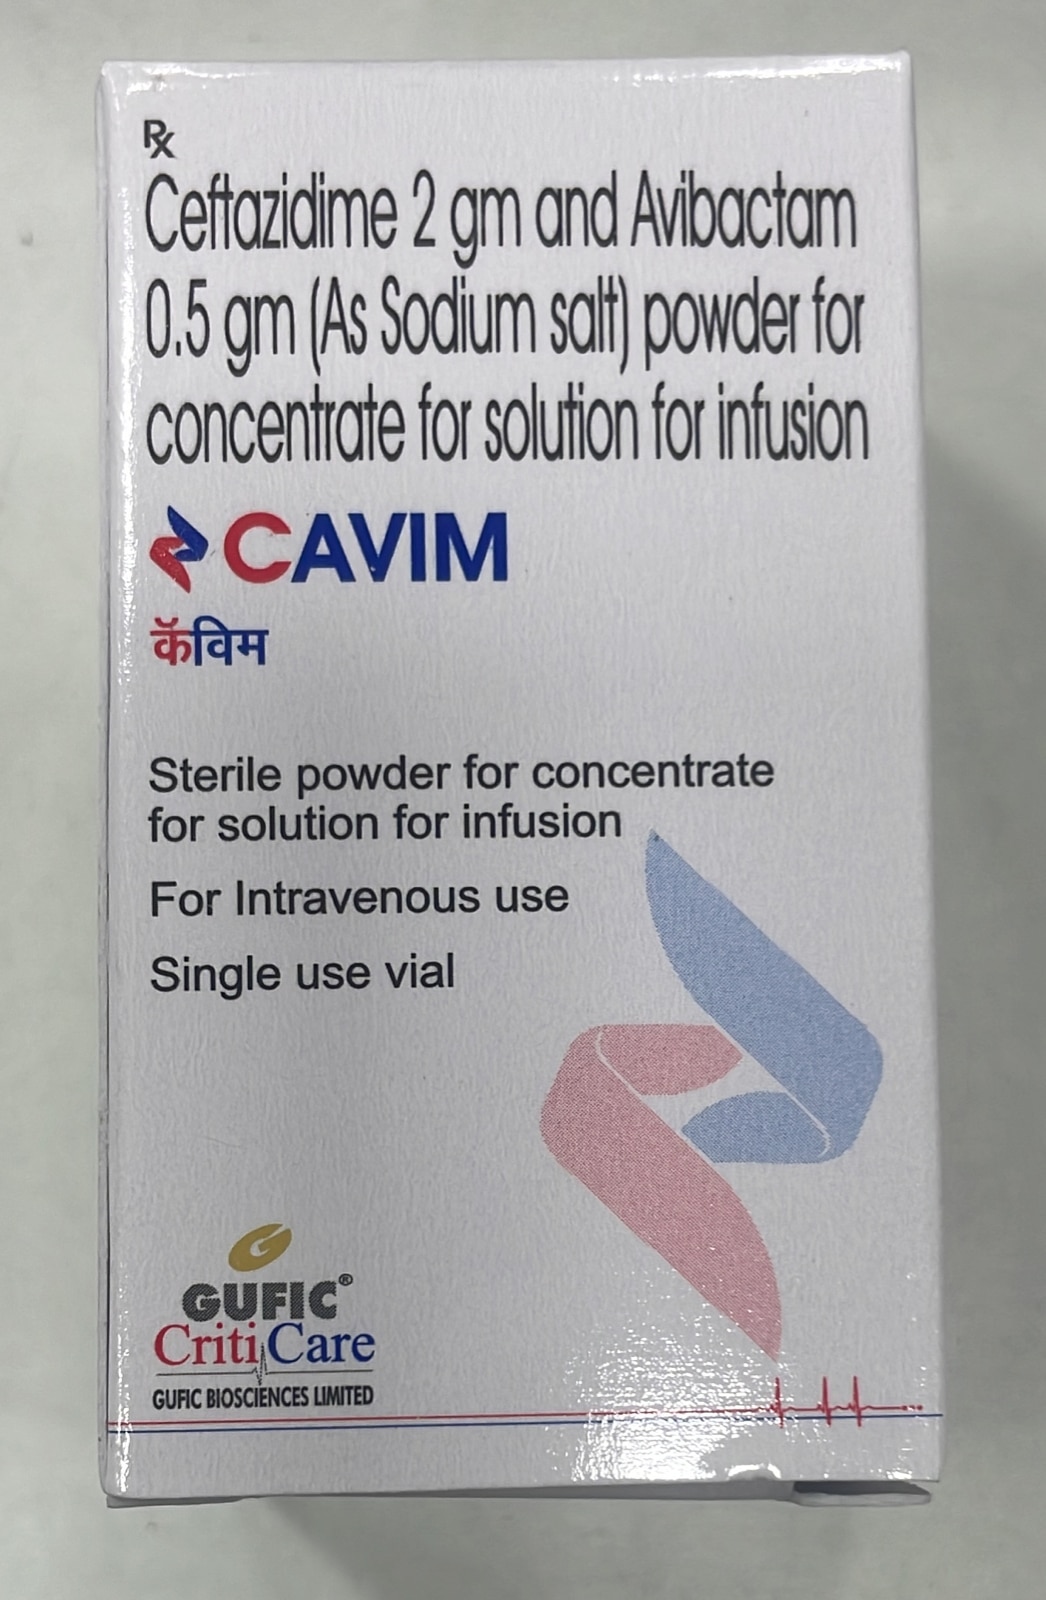 Rx
Ceftazidime 2 gm and Avibactam
0.5 gm (As Sodium salt) powder for
concentrate for solution for infusion
CAVIM
कॅविम
Sterile powder for concentrate
for solution for infusion
For Intravenous use
Single use vial
G
GUFIC®
CritiCare
GUFIC BIOSCIENCES LIMITED